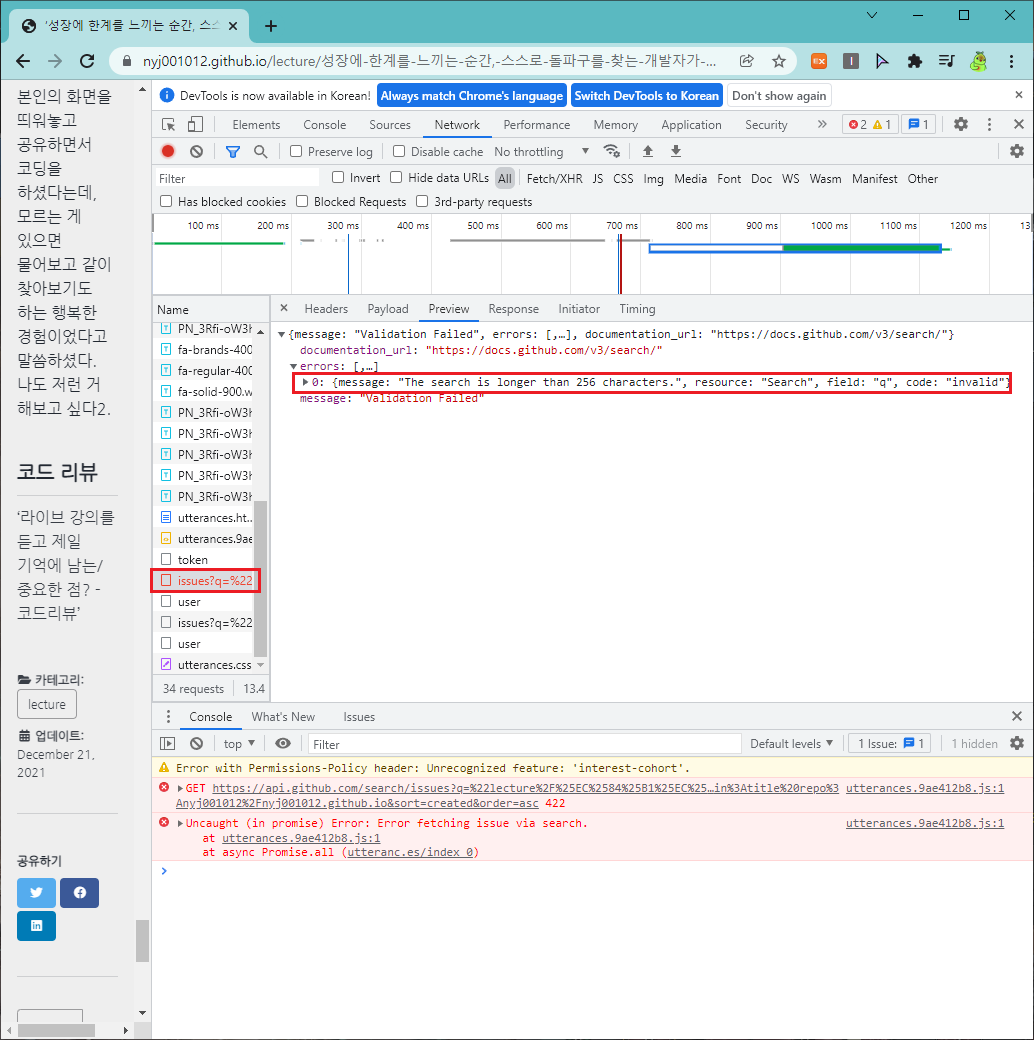 ‘성장에 한계를 느끼는 순간, 스스
nyj001012.github.io/lecture/성장에-한계를-느끼는-순간,-스스로-돌파구를-찾는-개발자가-...
본인의 화면을
띄워놓고
공유하면서
코딩을
하셨다는데,
모르는 게
있으면
물어보고 같이
찾아보기도
하는 행복한
경험이었다고
말씀하셨다.
나도 저런 거
해보고 싶다2.
코드 리뷰
‘라이브 강의를
듣고 제일
기억에 남는/
중요한 점? -
코드리뷰’
카테고리:
lecture
업데이트:
December 21,
2021
공유하기
DevTools is now available in Korean! Always match Chrome's language Switch DevTools to Korean Don't show again
Elements Console Sources Network Performance Memory Application Security » 2 1 1
Preserve log Disable cache No throttling
Filter Invert Hide data URLs All Fetch/XHR JS CSS Img Media Font Doc WS Wasm Manifest Other
Has blocked cookies Blocked Requests 3rd-party requests
100 ms 200 ms 300 ms 400 ms 500 ms 600 ms 700 ms 800 ms 900 ms 1000 ms 1100 ms 1200 ms 13
Name
PN_3Rfi-oW3
fa-brands-400
fa-regular-400
fa-solid-900.w
PN_3Rfi-oW3
PN_3Rfi-oW3
PN_3Rfi-oW3
PN_3Rfi-oW3
PN_3Rfi-oW3
utterances.ht...
utterances.9ae
token
issues?q=%22
user
issues?q=%22
user
utterances.css
34 requests 13.4
Headers Payload Preview Response Initiator Timing
{message: "Validation Failed", errors: [,…], documentation_url: "https://docs.github.com/v3/search/"}
documentation_url: "https://docs.github.com/v3/search/"
errors: [,…]
0: {message: "The search is longer than 256 characters.", resource: "Search", field: "q", code: "invalid"}
message: "Validation Failed"
Console What's New Issues
top Filter Default levels 1 Issue: 1 1 hidden
Error with Permissions-Policy header: Unrecognized feature: 'interest-cohort'.
GET https://api.github.com/search/issues?q=%22lecture%2F%25EC%2584%25B1%25EC%25…in%3Atitle%20repo%3 utterances.9ae412b8.js:1
Anyj001012%2Fnyj001012.github.io&sort=created&order=asc 422
Uncaught (in promise) Error: Error fetching issue via search. utterances.9ae412b8.js:1
at utterances.9ae412b8.js:1
at async Promise.all (utteranc.es/index 0)